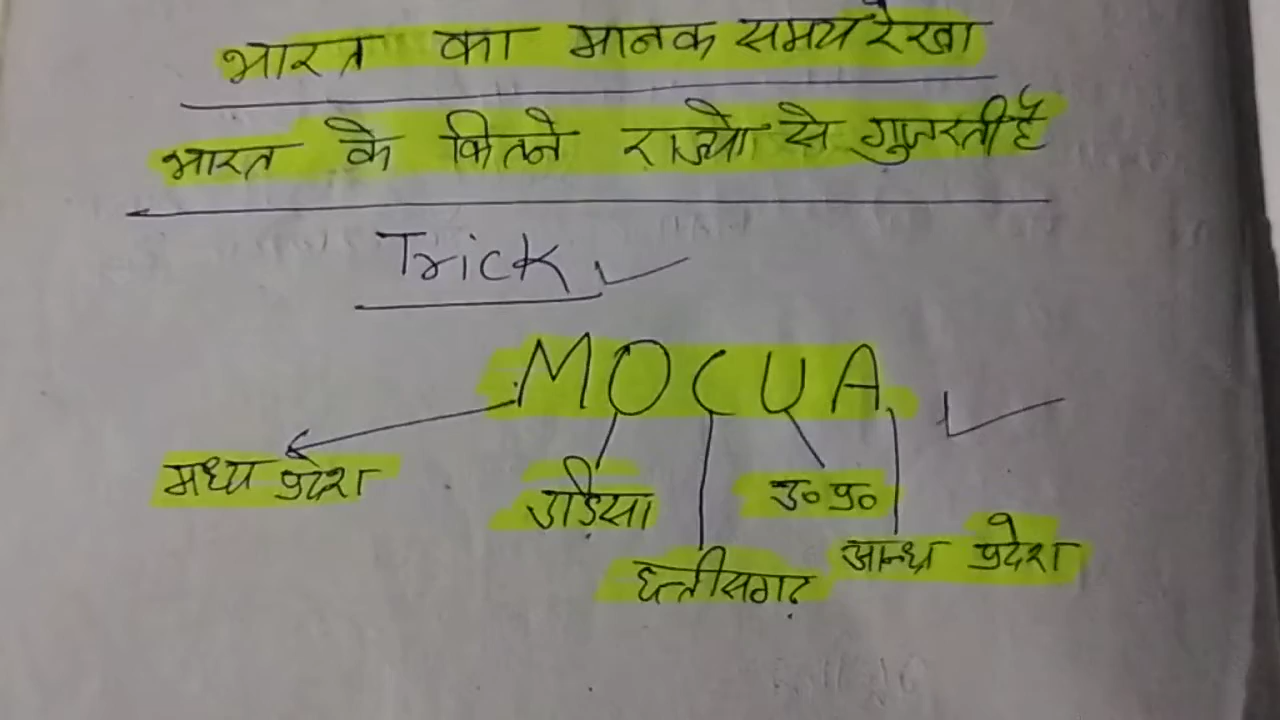 भारत का मानक समय रेखा
भारत के कितने राज्यो से गुजरती है
Trick
MOCUA
मध्य प्रदेश
उड़िसा
उ० प्र०
छत्तीसगढ़
आन्ध्र प्रदेश